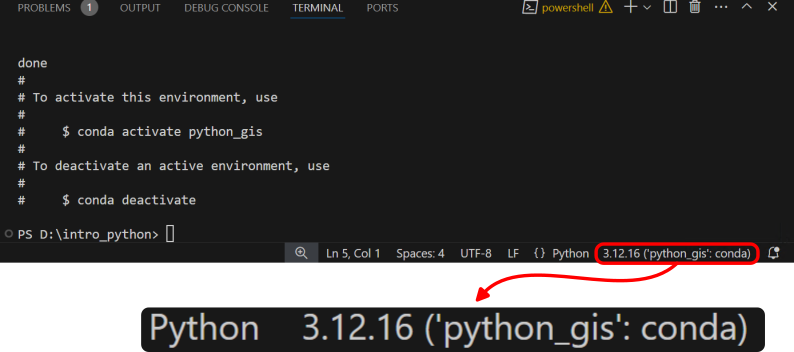 PROBLEMS 1 OUTPUT DEBUG CONSOLE TERMINAL PORTS powershell
done
#
# To activate this environment, use
#
#     $ conda activate python_gis
#
# To deactivate an active environment, use
#
#     $ conda deactivate
PS D:\intro_python>
Ln 5, Col 1 Spaces: 4 UTF-8 LF {} Python 3.12.16 ('python_gis': conda)
Python 3.12.16 ('python_gis': conda)